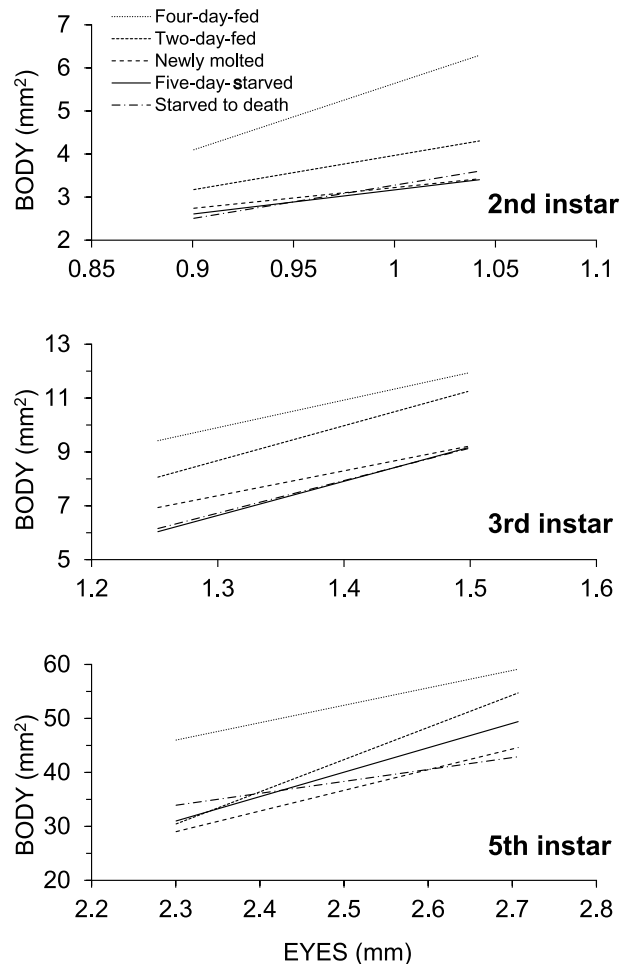 Four-day-fed
Two-day-fed
Newly molted
Five-day-starved
Starved to death
BODY (mm²)
7
6
5
4
3
2
2nd instar
0.85 0.9 0.95 1 1.05 1.1
BODY (mm²)
13
11
9
7
5
3rd instar
1.2 1.3 1.4 1.5 1.6
BODY (mm²)
60
50
40
30
20
5th instar
2.2 2.3 2.4 2.5 2.6 2.7 2.8
EYES (mm)